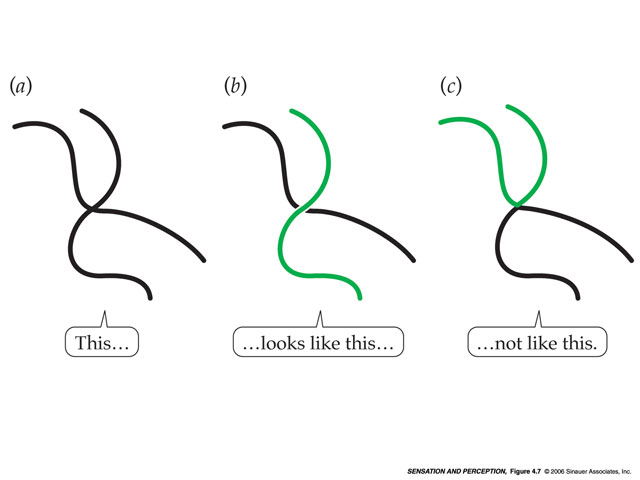 (a)
(b)
(c)
This…
…looks like this…
…not like this.
SENSATION AND PERCEPTION, Figure 4.7 © 2006 Sinauer Associates, Inc.